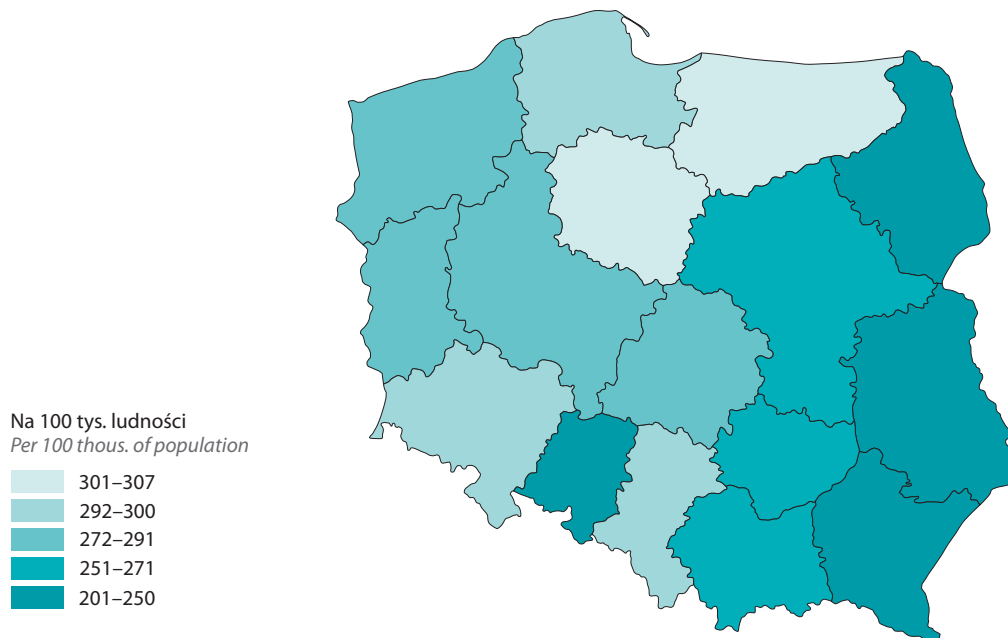 Na 100 tys. ludności
Per 100 thous. of population
301–307
292–300
272–291
251–271
201–250